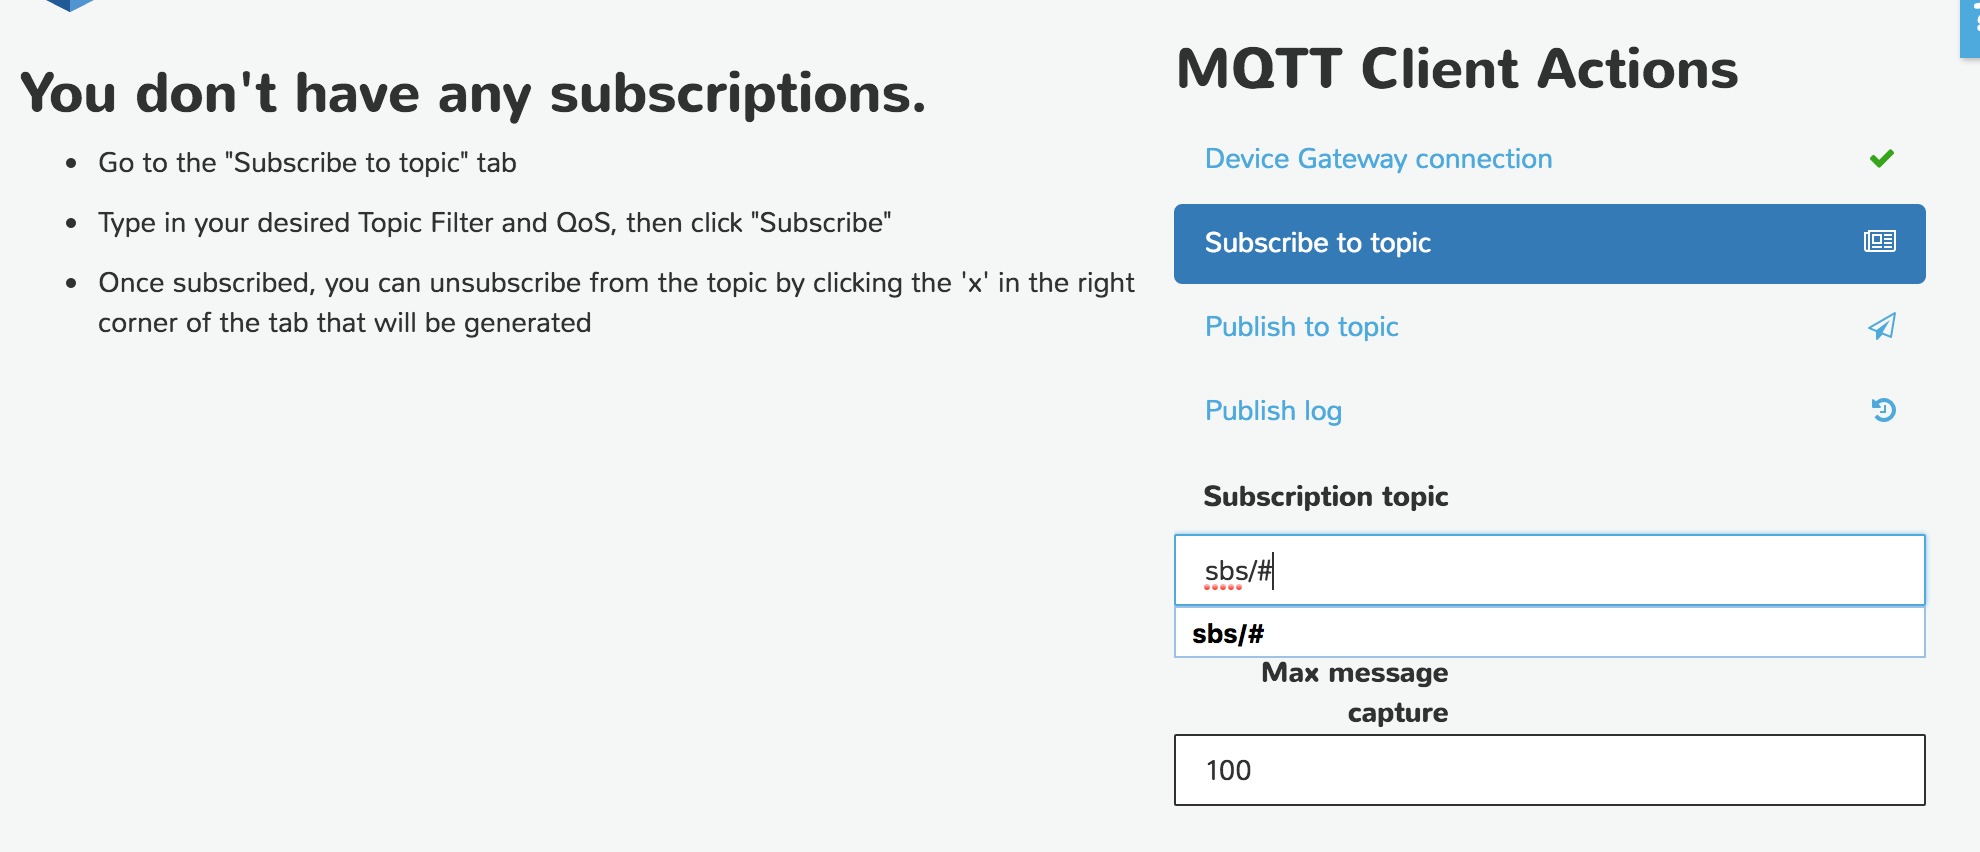 You don't have any subscriptions.
Go to the "Subscribe to topic" tab
Type in your desired Topic Filter and QoS, then click "Subscribe"
Once subscribed, you can unsubscribe from the topic by clicking the 'x' in the right
corner of the tab that will be generated
MQTT Client Actions
Device Gateway connection
Subscribe to topic
Publish to topic
Publish log
Subscription topic
sbs/#
sbs/#
Max message
capture
100